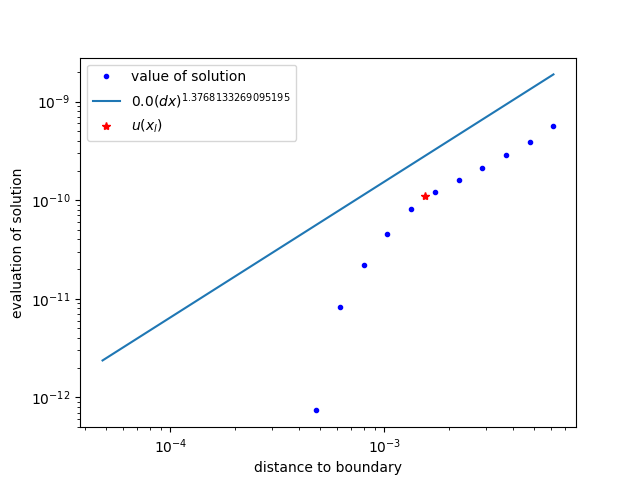 value of solution
0.0(dx)^1.3768133269095195
u(x_l)
evaluation of solution
10^−9
10^−10
10^−11
10^−12
10^−4
10^−3
distance to boundary